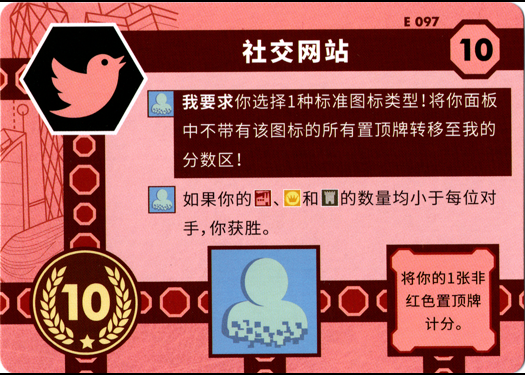 E 097
社交网站
10
我要求你选择1种标准图标类型！将你面板
中不带有该图标的所有置顶牌转移至我的
分数区！
如果你的、和的数量均小于每位对
手，你获胜。
10
将你的1张非
红色置顶牌
计分。